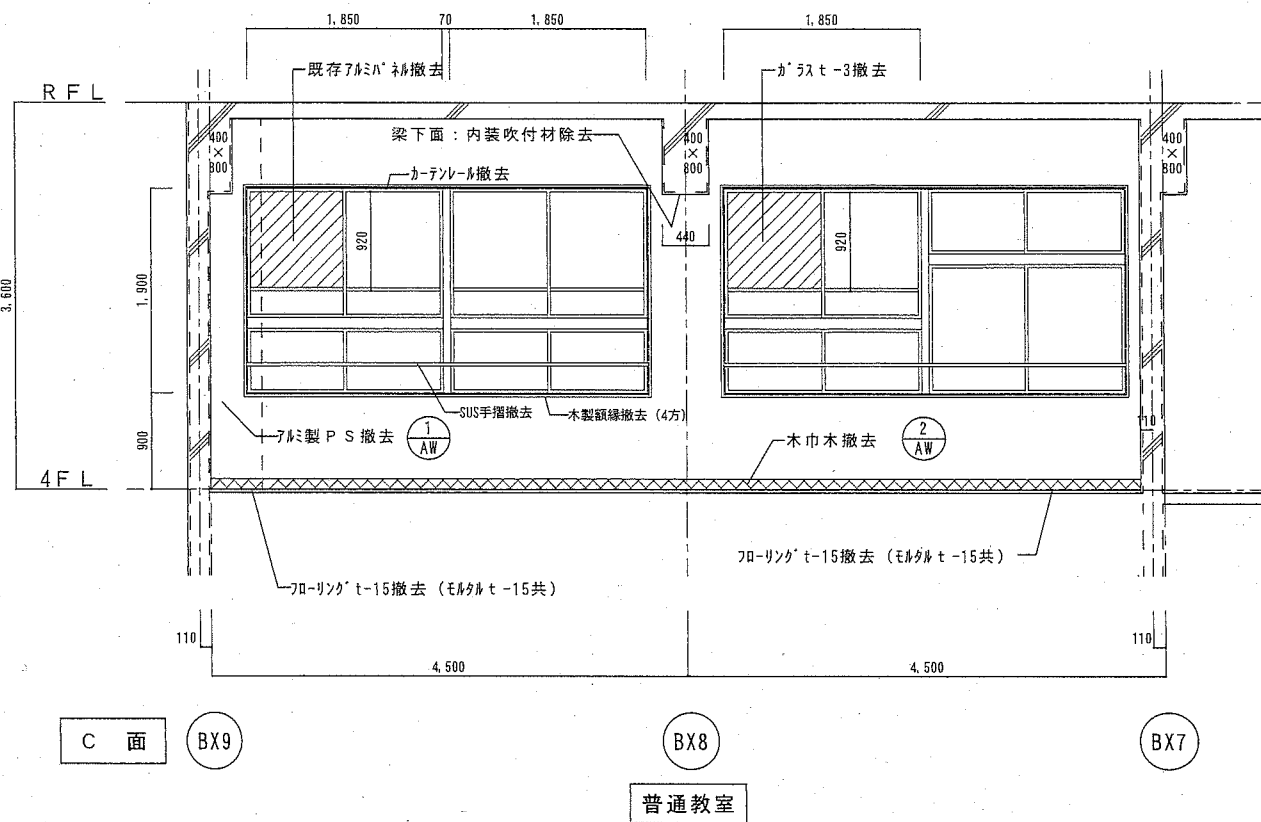 1,850 70 1,850 1,850
既存アルミパネル撤去 ガラスt-3撤去
RFL
梁下面：内装吹付材除去
400
×
800
400
×
800
400
×
800
カーテンレール撤去
920
440
920
3,600
1,900
900
SUS手摺撤去
木製額縁撤去（4方）
アルミ製PS撤去
1
AW
木巾木撤去
2
AW
110
4FL
フローリングt-15撤去（モルタルt-15共）
フローリングt-15撤去（モルタルt-15共）
110 110
4,500 4,500
C 面 BX9 BX8 BX7
普通教室